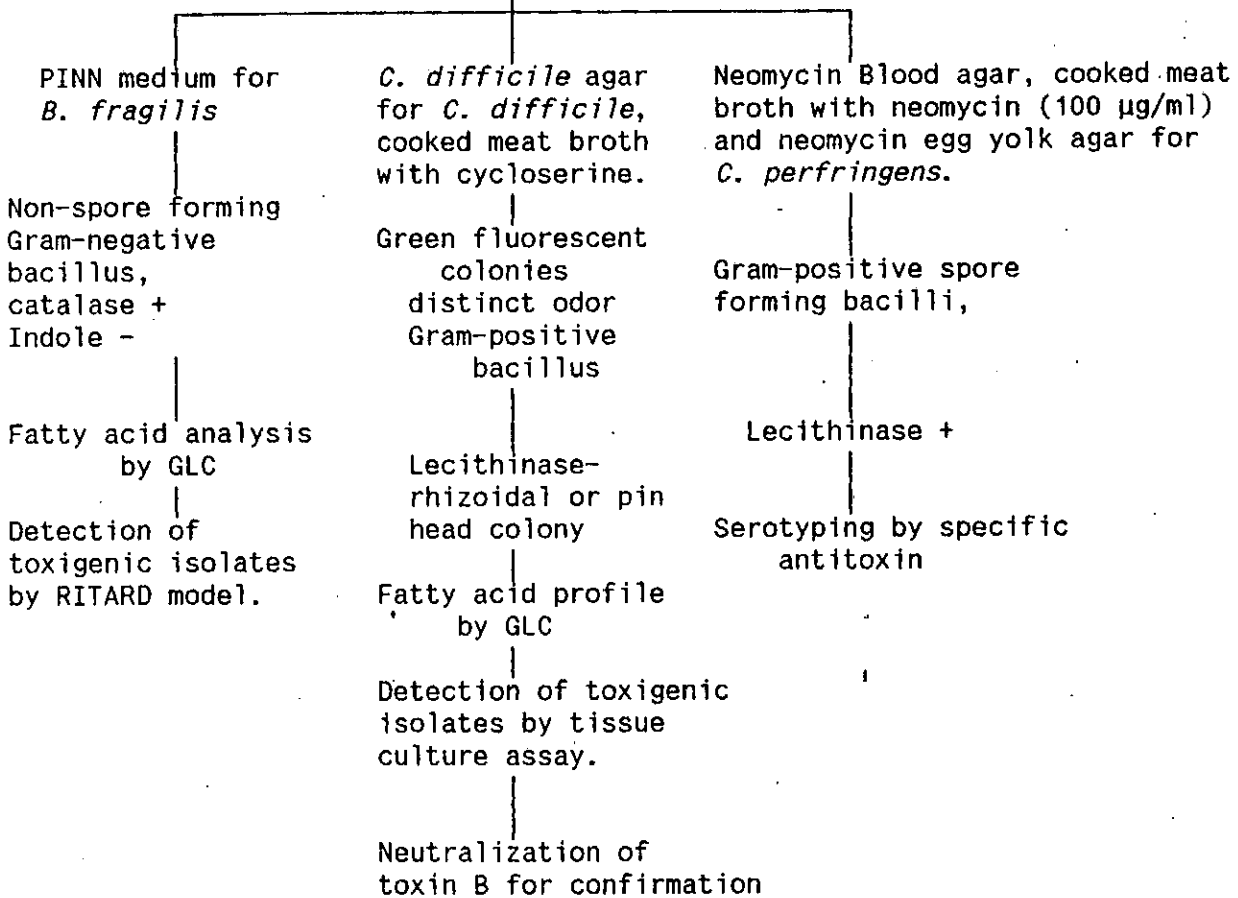 PINN medium for
B. fragilis
Non-spore forming
Gram-negative
bacillus,
catalase +
Indole -
Fatty acid analysis
by GLC
Detection of
toxigenic isolates
by RITARD model.
C. difficile agar
for C. difficile,
cooked meat broth
with cycloserine.
Green fluorescent
colonies
distinct odor
Gram-positive
bacillus
Lecithinase-
rhizoidal or pin
head colony
Fatty acid profile
by GLC
Detection of toxigenic
isolates by tissue
culture assay.
Neutralization of
toxin B for confirmation
Neomycin Blood agar, cooked meat
broth with neomycin (100 µg/ml)
and neomycin egg yolk agar for
C. perfringens.
Gram-positive spore
forming bacilli,
Lecithinase +
Serotyping by specific
antitoxin